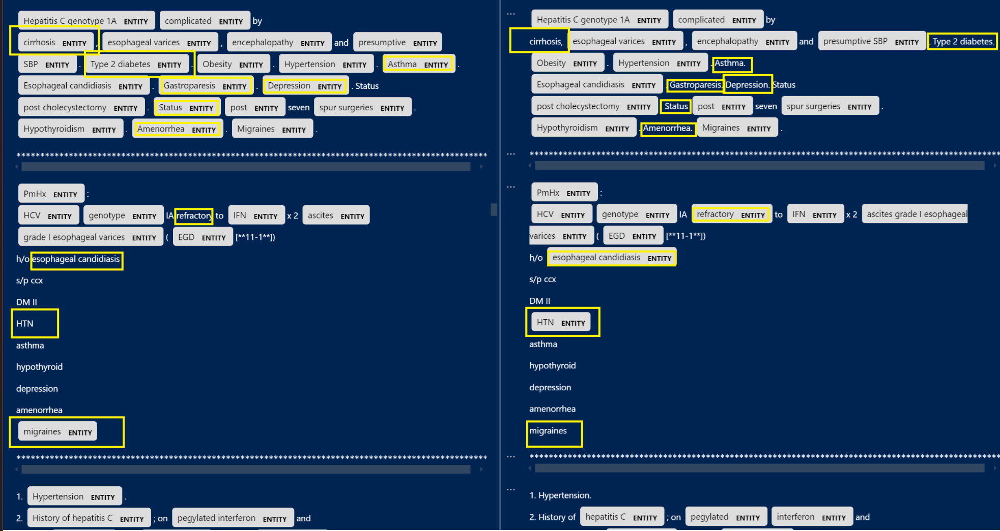 Hepatitis C genotype 1A ENTITY complicated ENTITY by
cirrhosis ENTITY , esophageal varices ENTITY , encephalopathy ENTITY and presumptive ENTITY
SBP ENTITY . Type 2 diabetes ENTITY . Obesity ENTITY . Hypertension ENTITY . Asthma ENTITY .
Esophageal candidiasis ENTITY . Gastroparesis ENTITY . Depression ENTITY . Status
post cholecystectomy ENTITY . Status ENTITY post ENTITY seven spur surgeries ENTITY .
Hypothyroidism ENTITY . Amenorrhea ENTITY . Migraines ENTITY .
PmHx ENTITY :
HCV ENTITY genotype ENTITY IA refractory to IFN ENTITY x 2 ascites ENTITY
grade I esophageal varices ENTITY ( EGD ENTITY [**11-1**])
h/o esophageal candidiasis
s/p ccx
DM II
HTN
asthma
hypothyroid
depression
amenorrhea
migraines ENTITY
1. Hypertension ENTITY .
2. History of hepatitis C ENTITY ; on pegylated interferon ENTITY and
...
Hepatitis C genotype 1A ENTITY complicated ENTITY by
cirrhosis, esophageal varices ENTITY , encephalopathy ENTITY and presumptive SBP ENTITY . Type 2 diabetes.
Obesity ENTITY . Hypertension ENTITY . Asthma.
Esophageal candidiasis ENTITY . Gastroparesis. Depression. Status
post cholecystectomy ENTITY . Status post ENTITY seven spur surgeries ENTITY .
Hypothyroidism ENTITY . Amenorrhea. Migraines ENTITY .
...
...
PmHx ENTITY :
HCV ENTITY genotype ENTITY IA refractory ENTITY to IFN ENTITY x 2 ascites grade I esophageal
varices ENTITY ( EGD ENTITY [**11-1**])
h/o esophageal candidiasis ENTITY
s/p ccx
DM II
HTN ENTITY
asthma
hypothyroid
depression
amenorrhea
migraines
...
...
1. Hypertension.
2. History of hepatitis C ENTITY ; on pegylated ENTITY interferon ENTITY and